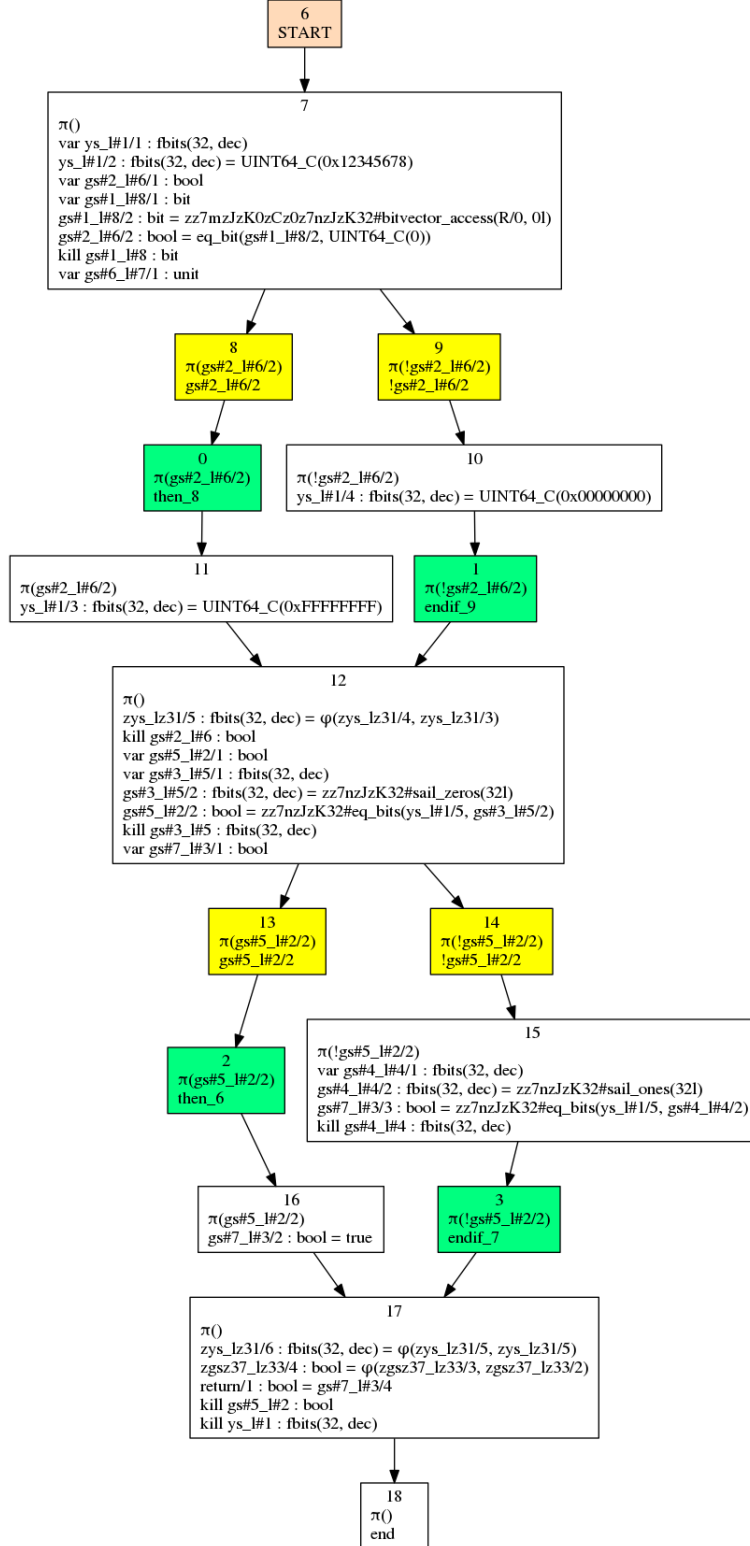 6
START
7
π()
var ys_l#1/1 : fbits(32, dec)
ys_l#1/2 : fbits(32, dec) = UINT64_C(0x12345678)
var gs#2_l#6/1 : bool
var gs#1_l#8/1 : bit
gs#1_l#8/2 : bit = zz7mzJzK0zCz0z7nzJzK32#bitvector_access(R/0, 0l)
gs#2_l#6/2 : bool = eq_bit(gs#1_l#8/2, UINT64_C(0))
kill gs#1_l#8 : bit
var gs#6_l#7/1 : unit
8
π(gs#2_l#6/2)
gs#2_l#6/2
9
π(!gs#2_l#6/2)
!gs#2_l#6/2
0
π(gs#2_l#6/2)
then_8
10
π(!gs#2_l#6/2)
ys_l#1/4 : fbits(32, dec) = UINT64_C(0x00000000)
11
π(gs#2_l#6/2)
ys_l#1/3 : fbits(32, dec) = UINT64_C(0xFFFFFFFF)
1
π(!gs#2_l#6/2)
endif_9
12
π()
zys_lz31/5 : fbits(32, dec) = φ(zys_lz31/4, zys_lz31/3)
kill gs#2_l#6 : bool
var gs#5_l#2/1 : bool
var gs#3_l#5/1 : fbits(32, dec)
gs#3_l#5/2 : fbits(32, dec) = zz7nzJzK32#sail_zeros(32l)
gs#5_l#2/2 : bool = zz7nzJzK32#eq_bits(ys_l#1/5, gs#3_l#5/2)
kill gs#3_l#5 : fbits(32, dec)
var gs#7_l#3/1 : bool
13
π(gs#5_l#2/2)
gs#5_l#2/2
14
π(!gs#5_l#2/2)
!gs#5_l#2/2
15
π(!gs#5_l#2/2)
var gs#4_l#4/1 : fbits(32, dec)
gs#4_l#4/2 : fbits(32, dec) = zz7nzJzK32#sail_ones(32l)
gs#7_l#3/3 : bool = zz7nzJzK32#eq_bits(ys_l#1/5, gs#4_l#4/2)
kill gs#4_l#4 : fbits(32, dec)
2
π(gs#5_l#2/2)
then_6
16
π(gs#5_l#2/2)
gs#7_l#3/2 : bool = true
3
π(!gs#5_l#2/2)
endif_7
17
π()
zys_lz31/6 : fbits(32, dec) = φ(zys_lz31/5, zys_lz31/5)
zgsz37_lz33/4 : bool = φ(zgsz37_lz33/3, zgsz37_lz33/2)
return/1 : bool = gs#7_l#3/4
kill gs#5_l#2 : bool
kill ys_l#1 : fbits(32, dec)
18
π()
end